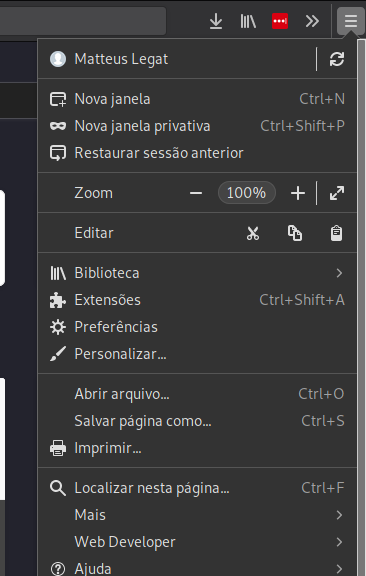 Matteus Legat
Nova janela Ctrl+N
Nova janela privativa Ctrl+Shift+P
Restaurar sessão anterior
Zoom 100%
Editar
Biblioteca
Extensões Ctrl+Shift+A
Preferências
Personalizar...
Abrir arquivo... Ctrl+O
Salvar página como... Ctrl+S
Imprimir...
Localizar nesta página... Ctrl+F
Mais
Web Developer
Ajuda